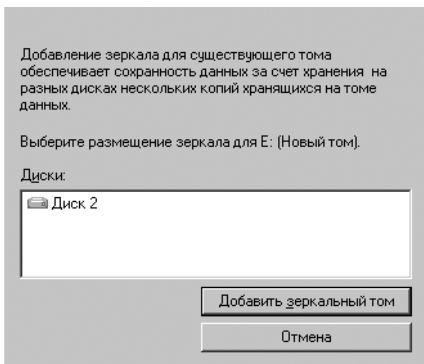 Добавление зеркала для существующего тома
обеспечивает сохранность данных за счет хранения на
разных дисках нескольких копий хранящихся на томе
данных.
Выберите размещение зеркала для E: (Новый том).
Диски:
Диск 2
Добавить зеркальный том
Отмена